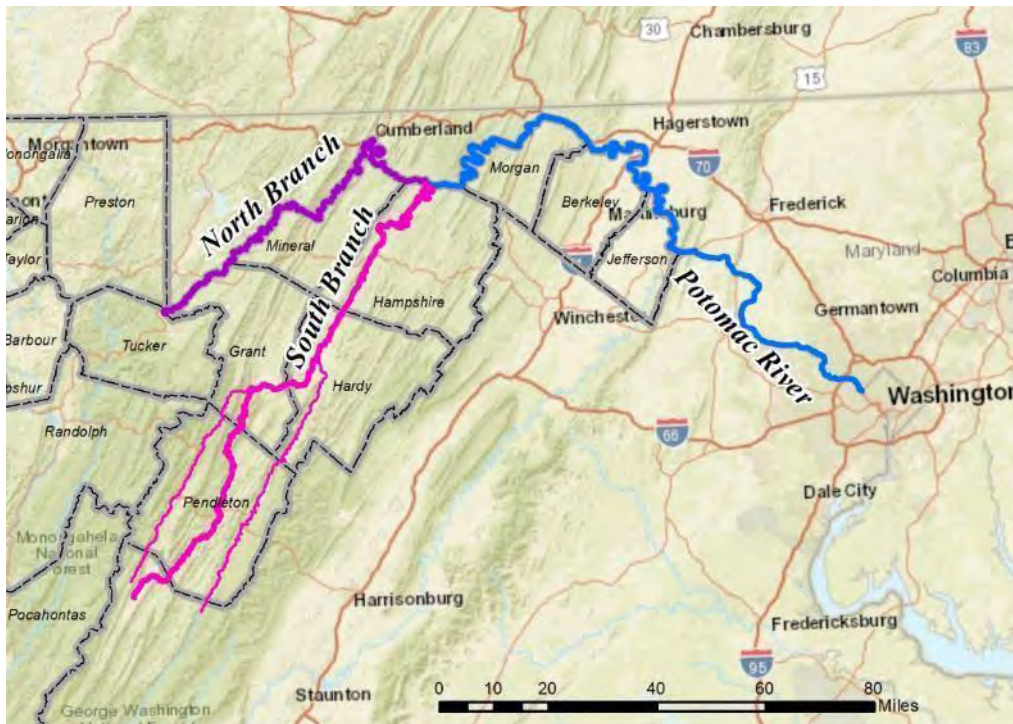 30
Chambersburg
83
15
Morgantown
Cumberland
Hagerstown
70
Preston
Morgan
Berkeley
Frederick
North Branch
Mineral
Jefferson
Maryland
Taylor
Columbia
South Branch
Hampshire
Potomac River
Germantown
Winchester
Barbour
Tucker
Grant
Hardy
Washington
pshur
Randolph
66
Dale City
Pendleton
Monongahela
National
Forest
Pocahontas
Harrisonburg
Fredericksburg
95
Staunton
0 10 20 40 60 80
Miles
George Washington